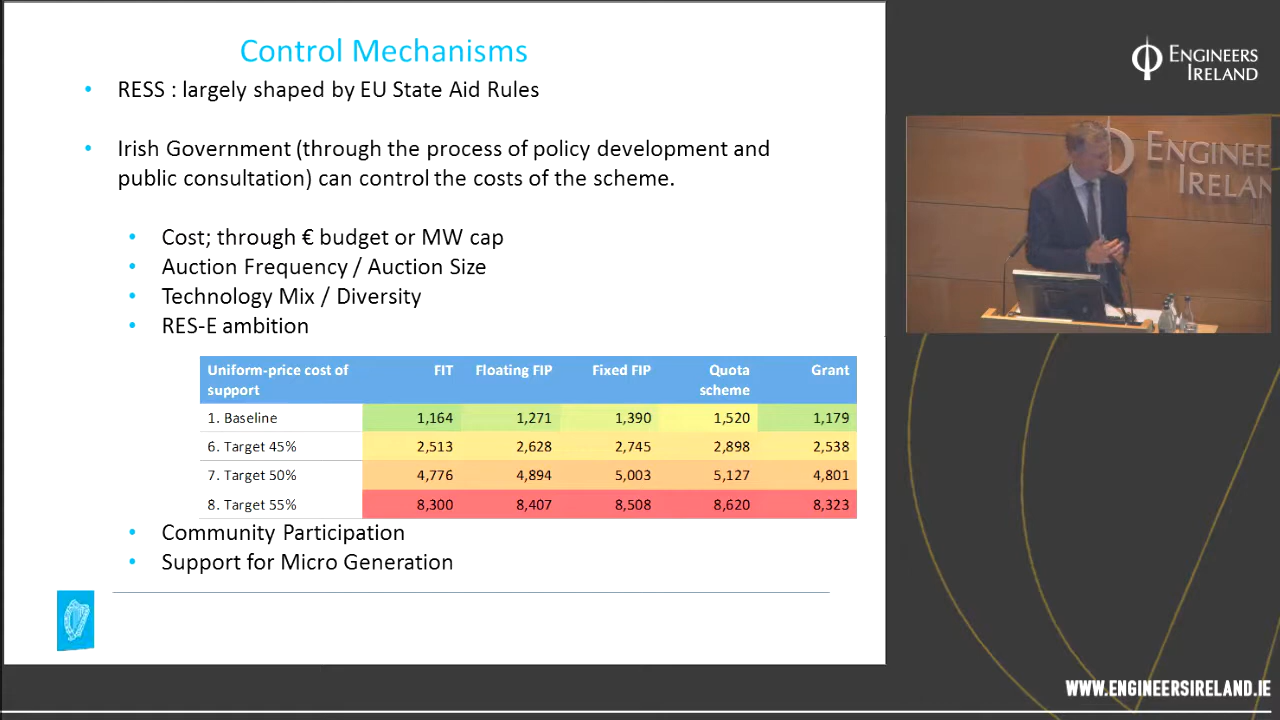 Control Mechanisms
• RESS : largely shaped by EU State Aid Rules
• Irish Government (through the process of policy development and
public consultation) can control the costs of the scheme.
• Cost; through € budget or MW cap
• Auction Frequency / Auction Size
• Technology Mix / Diversity
• RES-E ambition
Uniform-price cost of support FIT Floating FIP Fixed FIP Quota scheme Grant
1. Baseline 1,164 1,271 1,390 1,520 1,179
6. Target 45% 2,513 2,628 2,745 2,898 2,538
7. Target 50% 4,776 4,894 5,003 5,127 4,801
8. Target 55% 8,300 8,407 8,508 8,620 8,323
• Community Participation
• Support for Micro Generation
ENGINEERS
IRELAND
ENGINEE
IRELAN
WWW.ENGINEERSIRELAND.IE